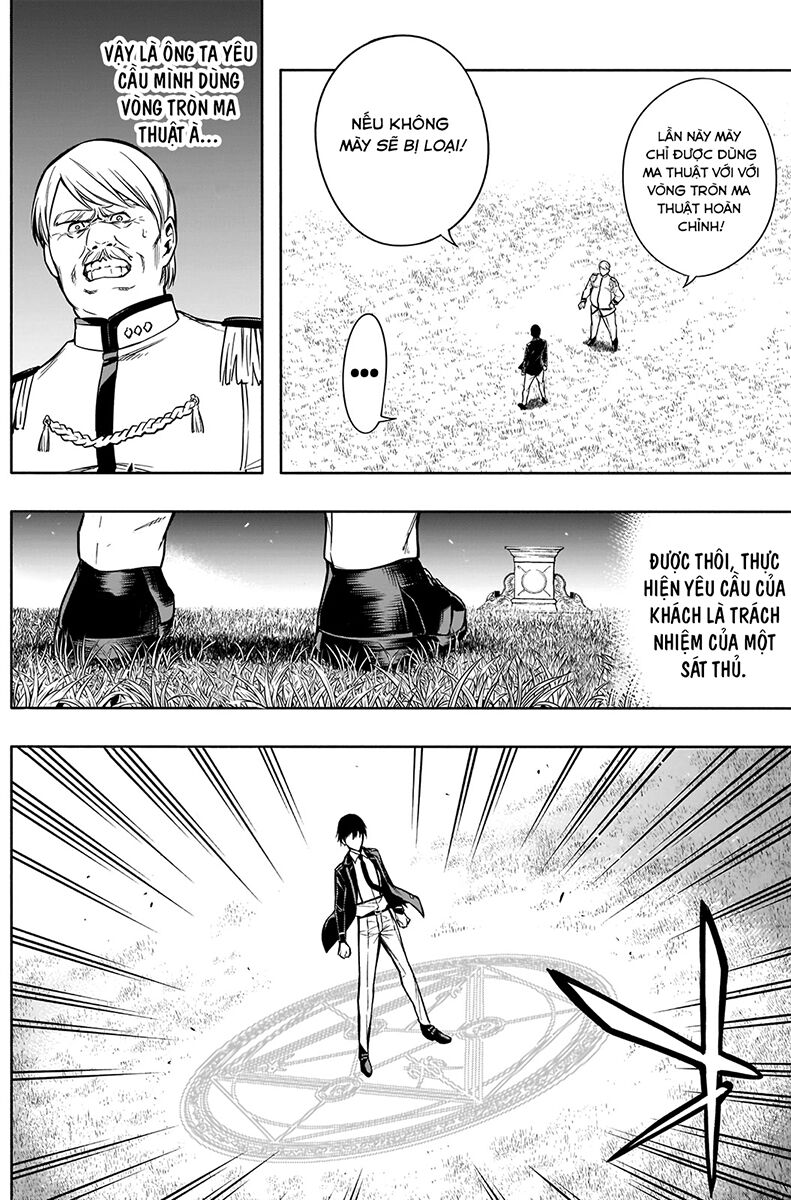 LẦN NÀY MÀY
CHỈ ĐƯỢC DÙNG
MA THUẬT VỚI VỚI
VÒNG TRÒN MA
THUẬT HOÀN
CHỈNH!
NẾU KHÔNG
MÀY SẼ BỊ LOẠI!
...
VẬY LÀ ÔNG TA YÊU
CẦU MÌNH DÙNG
VÒNG TRÒN MA
THUẬT À...
ĐƯỢC THÔI, THỰC
HIỆN YÊU CẦU CỦA
KHÁCH LÀ TRÁCH
NHIỆM CỦA MỘT
SÁT THỦ.